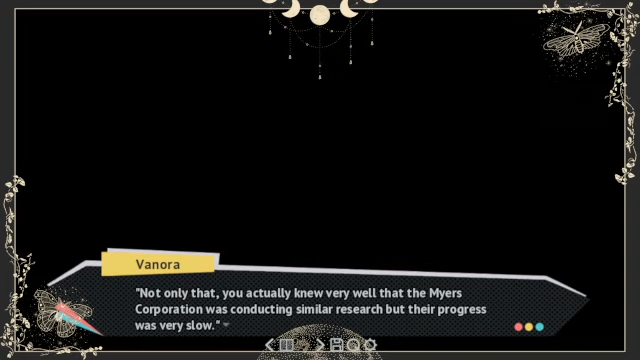 Vanora
"Not only that, you actually knew very well that the Myers
Corporation was conducting similar research but their progress
was very slow."